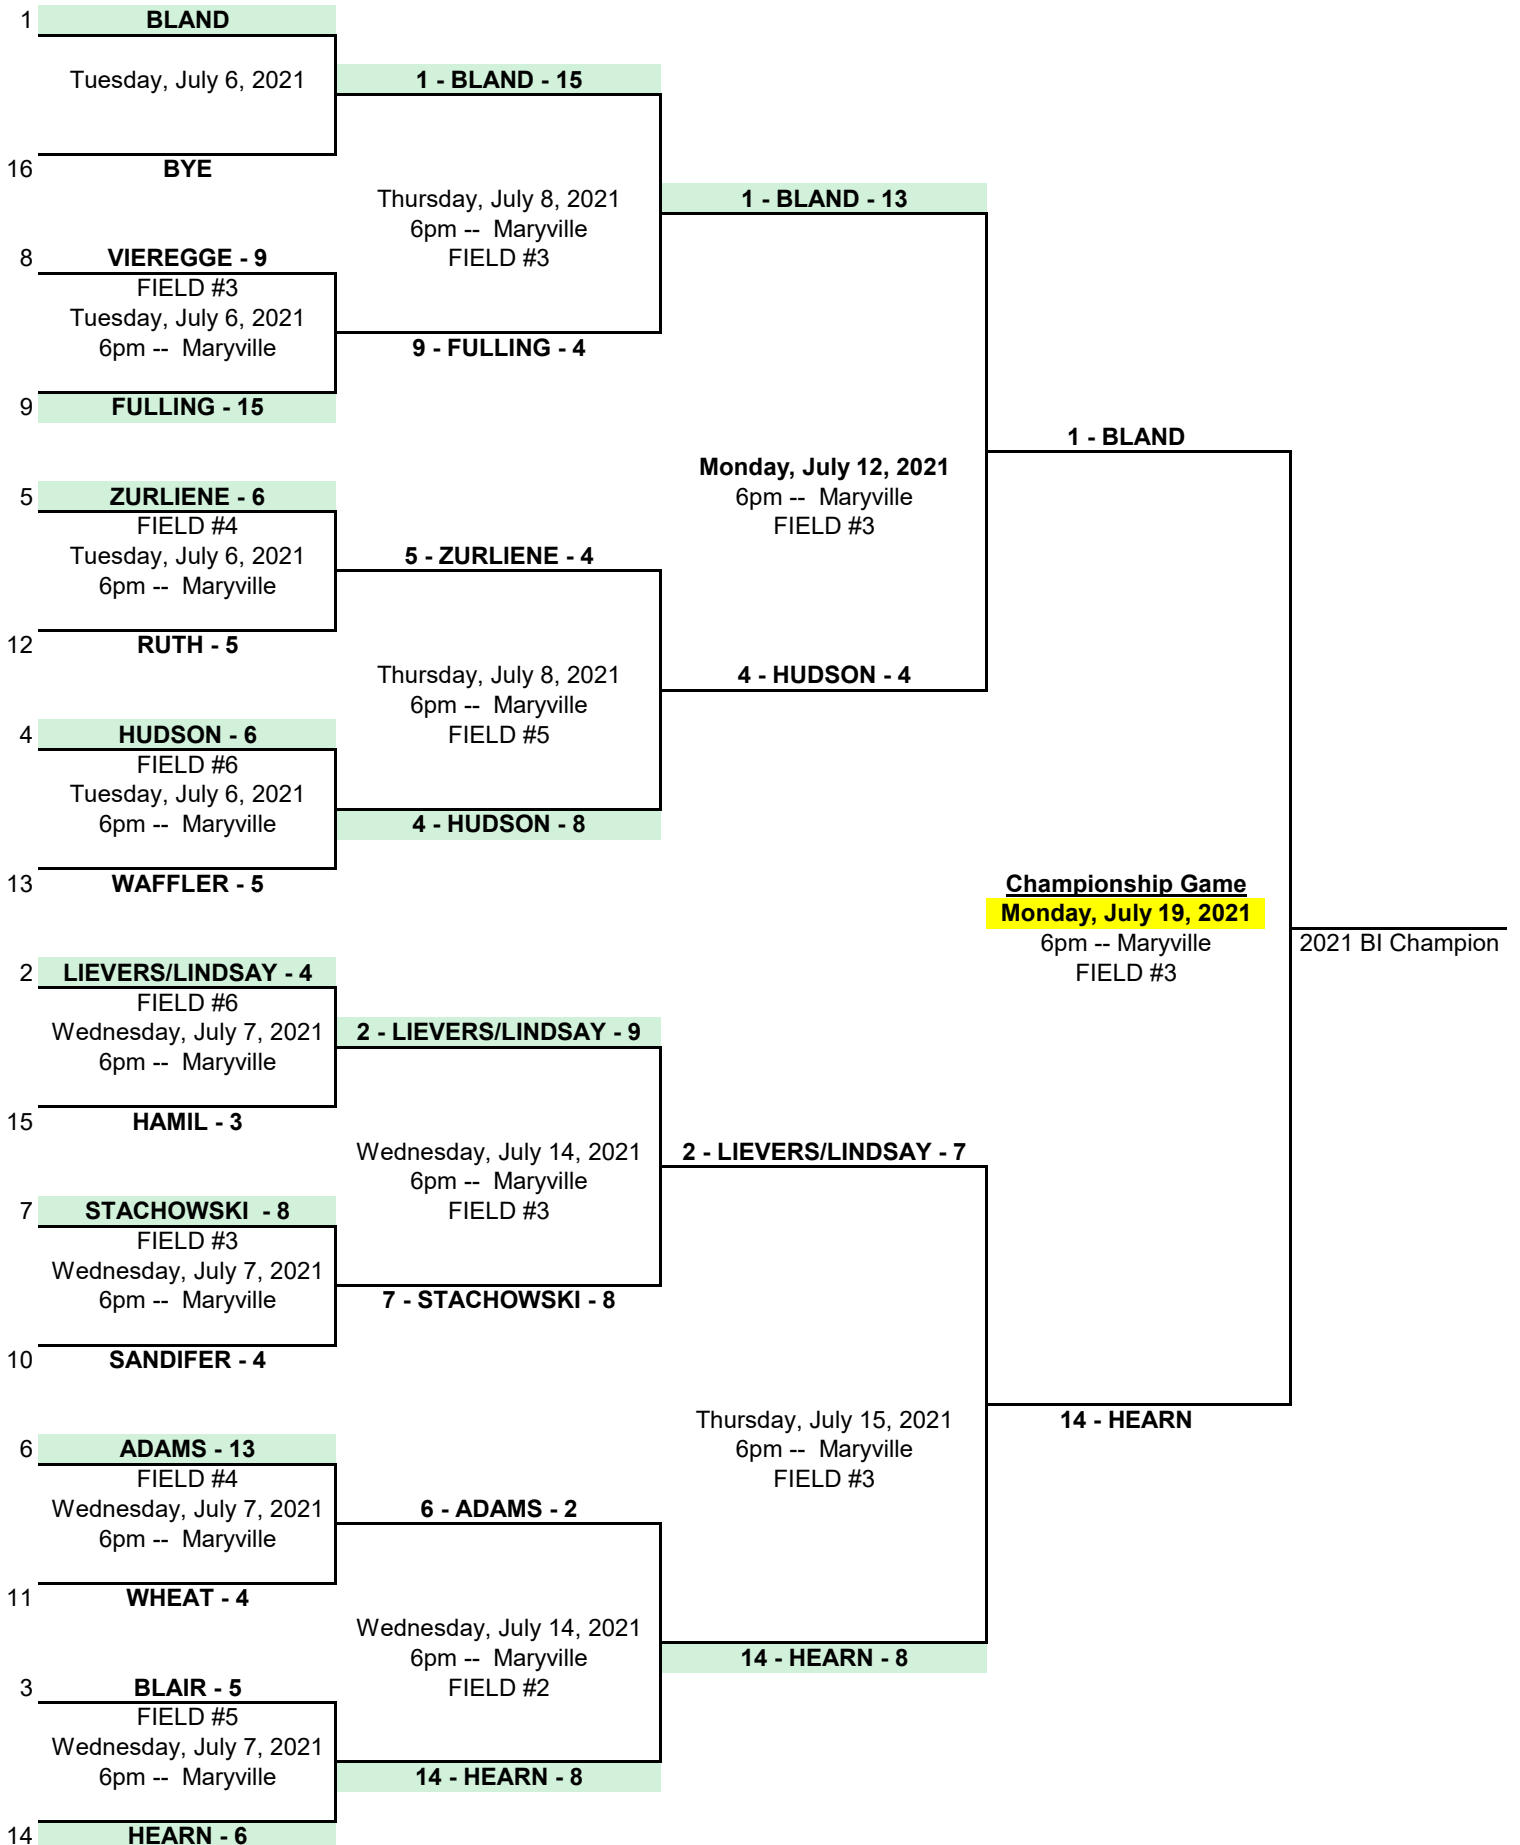 1 BLAND
Tuesday, July 6, 2021
16 BYE
8 VIEREGGE - 9
FIELD #3
Tuesday, July 6, 2021
6pm -- Maryville
9 FULLING - 15
5 ZURLIENE - 6
FIELD #4
Tuesday, July 6, 2021
6pm -- Maryville
12 RUTH - 5
4 HUDSON - 6
FIELD #6
Tuesday, July 6, 2021
6pm -- Maryville
13 WAFFLER - 5
2 LIEVERS/LINDSAY - 4
FIELD #6
Wednesday, July 7, 2021
6pm -- Maryville
15 HAMIL - 3
7 STACHOWSKI - 8
FIELD #3
Wednesday, July 7, 2021
6pm -- Maryville
10 SANDIFER - 4
6 ADAMS - 13
FIELD #4
Wednesday, July 7, 2021
6pm -- Maryville
11 WHEAT - 4
3 BLAIR - 5
FIELD #5
Wednesday, July 7, 2021
6pm -- Maryville
14 HEARN - 6
1 - BLAND - 15
Thursday, July 8, 2021
6pm -- Maryville
FIELD #3
9 - FULLING - 4
5 - ZURLIENE - 4
Thursday, July 8, 2021
6pm -- Maryville
FIELD #5
4 - HUDSON - 8
2 - LIEVERS/LINDSAY - 9
Wednesday, July 14, 2021
6pm -- Maryville
FIELD #3
7 - STACHOWSKI - 8
6 - ADAMS - 2
Wednesday, July 14, 2021
6pm -- Maryville
FIELD #2
14 - HEARN - 8
1 - BLAND - 13
Monday, July 12, 2021
6pm -- Maryville
FIELD #3
4 - HUDSON - 4
2 - LIEVERS/LINDSAY - 7
Thursday, July 15, 2021
6pm -- Maryville
FIELD #3
14 - HEARN - 8
1 - BLAND
Championship Game
Monday, July 19, 2021
6pm -- Maryville
FIELD #3
14 - HEARN
2021 BI Champion